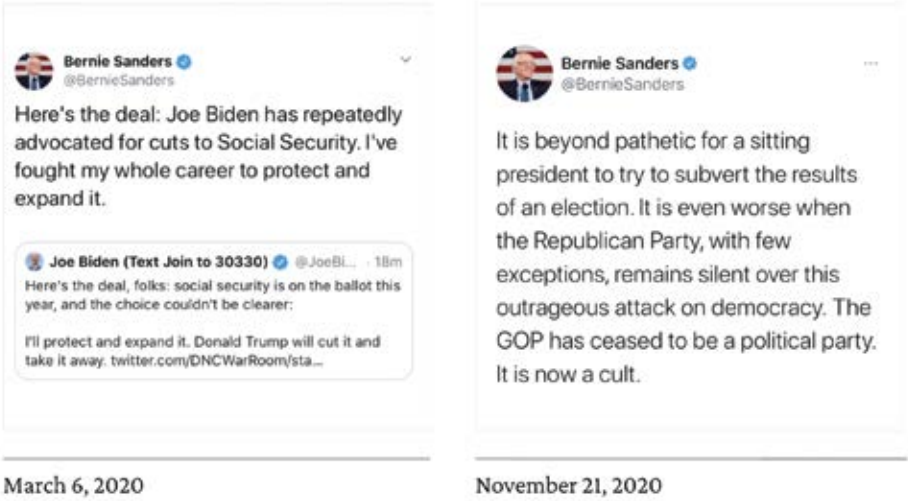 Bernie Sanders
@BernieSanders
Here's the deal: Joe Biden has repeatedly
advocated for cuts to Social Security. I've
fought my whole career to protect and
expand it.
Joe Biden (Text Join to 30330) @JoeBi... · 18m
Here's the deal, folks: social security is on the ballot this
year, and the choice couldn't be clearer:
I'll protect and expand it. Donald Trump will cut it and
take it away. twitter.com/DNCWarRoom/sta...
March 6, 2020
Bernie Sanders
@BernieSanders
It is beyond pathetic for a sitting
president to try to subvert the results
of an election. It is even worse when
the Republican Party, with few
exceptions, remains silent over this
outrageous attack on democracy. The
GOP has ceased to be a political party.
It is now a cult.
November 21, 2020